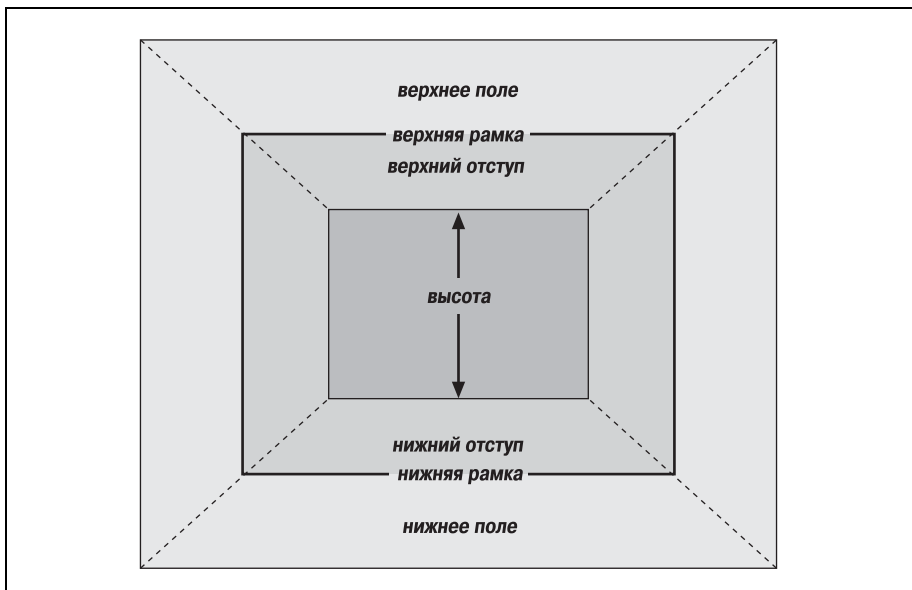 верхнее поле
верхняя рамка
верхний отступ
высота
нижний отступ
нижняя рамка
нижнее поле